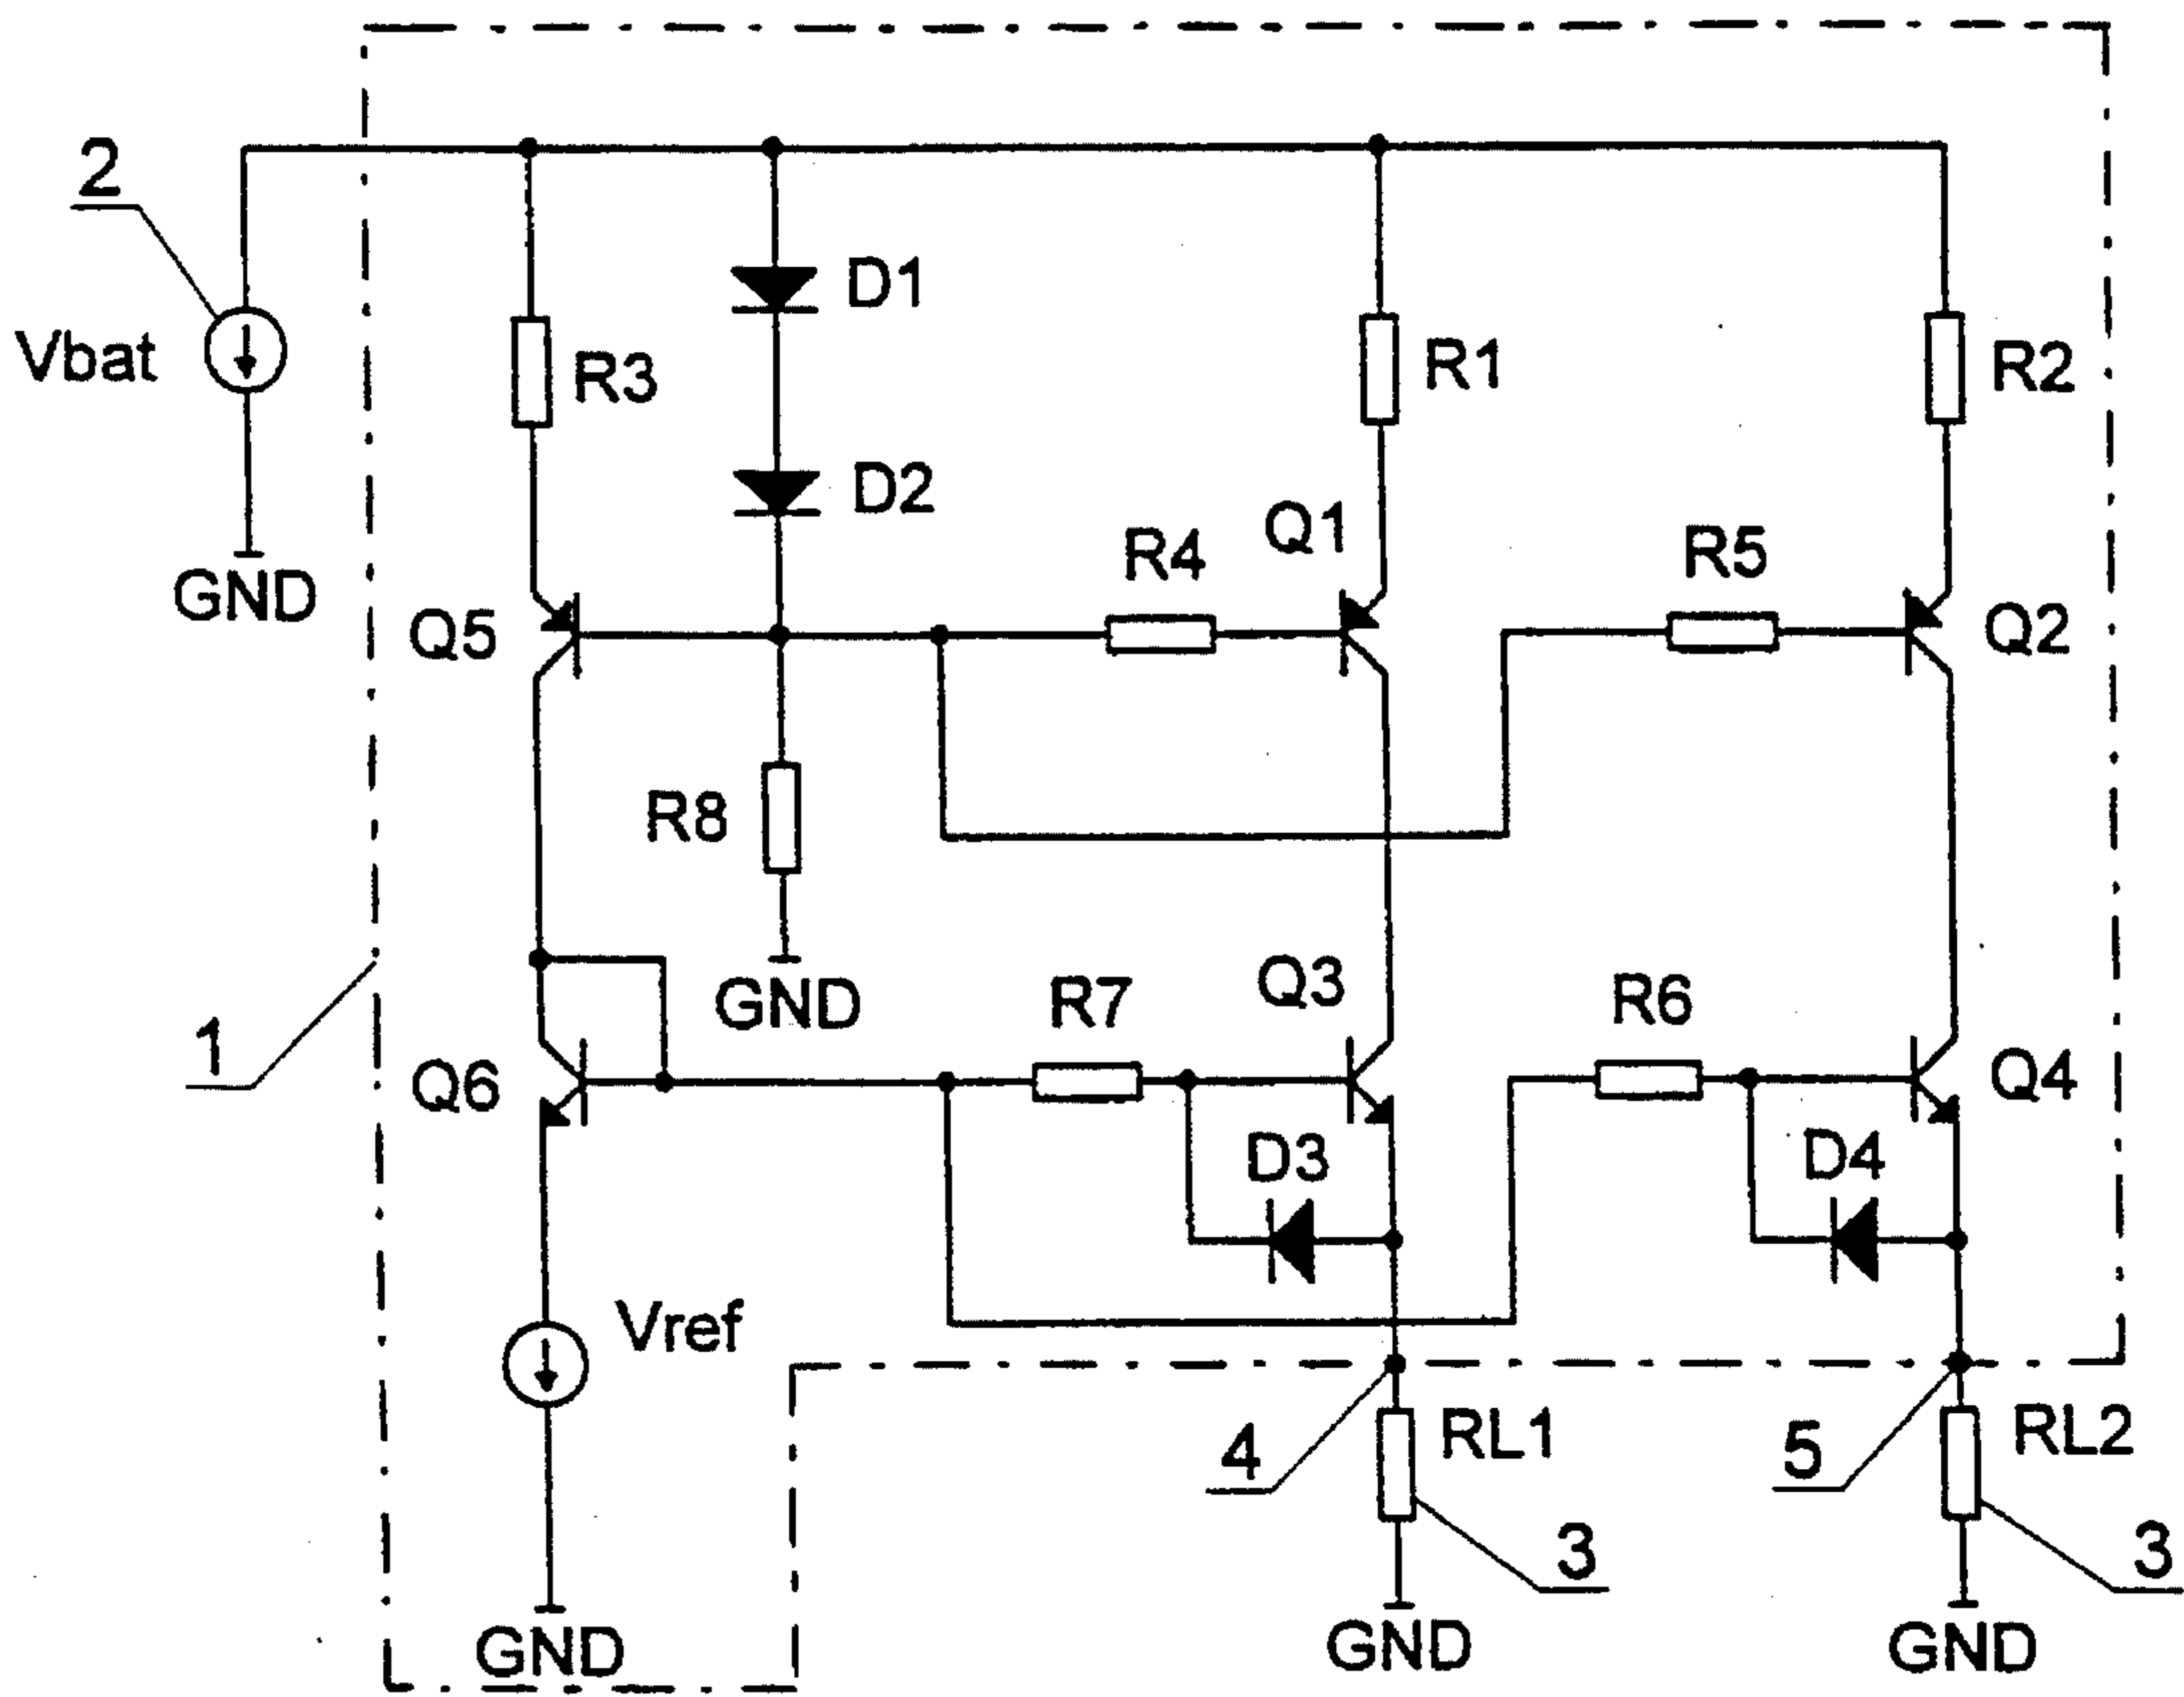 2
D1
Vbat
R3
R1
R2
D2
Q1
R4
R5
GND
Q5
Q2
R8
Q3
GND
R7
R6
1
Q6
Q4
D3
D4
Vref
4
RL1
5
RL2
3
3
GND
GND
GND